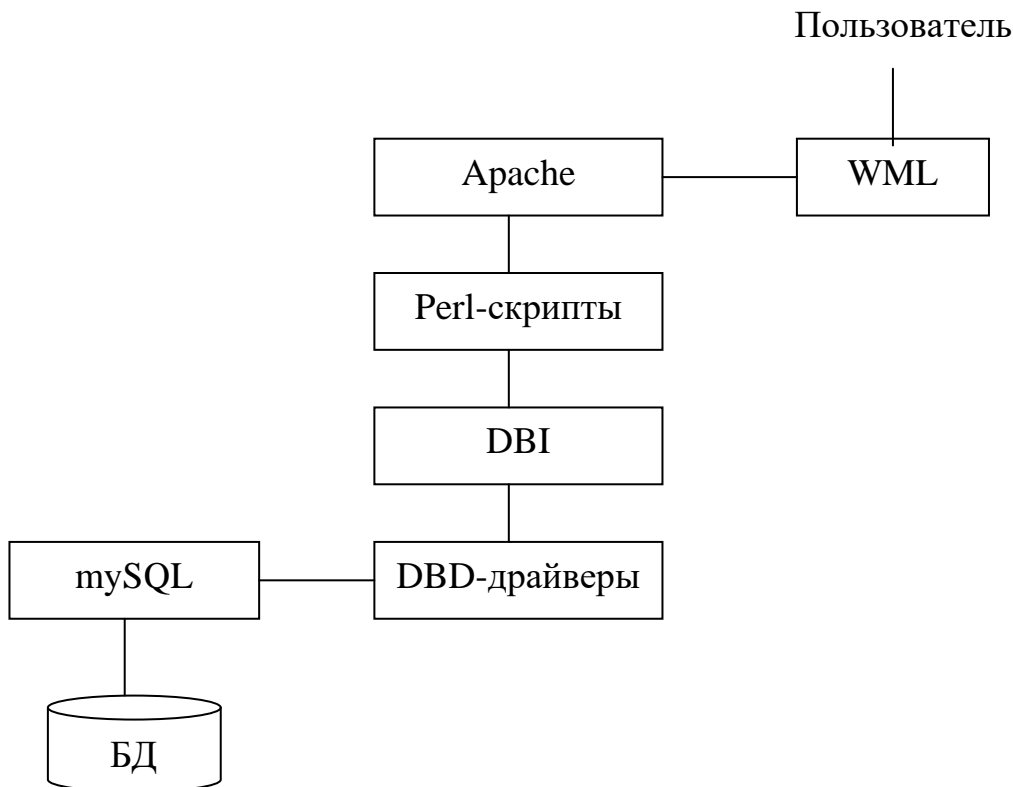 Пользователь
Apache
WML
Perl-скрипты
DBI
mySQL
DBD-драйверы
БД